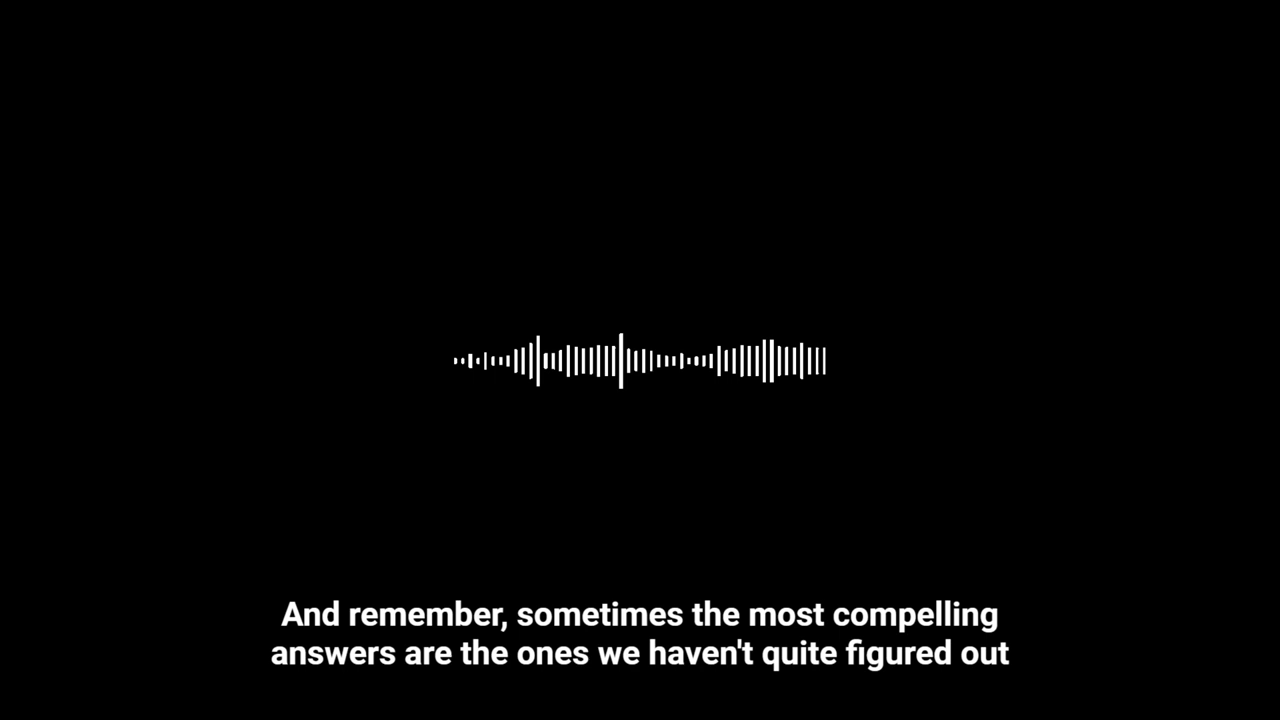 And remember, sometimes the most compelling
answers are the ones we haven't quite figured out